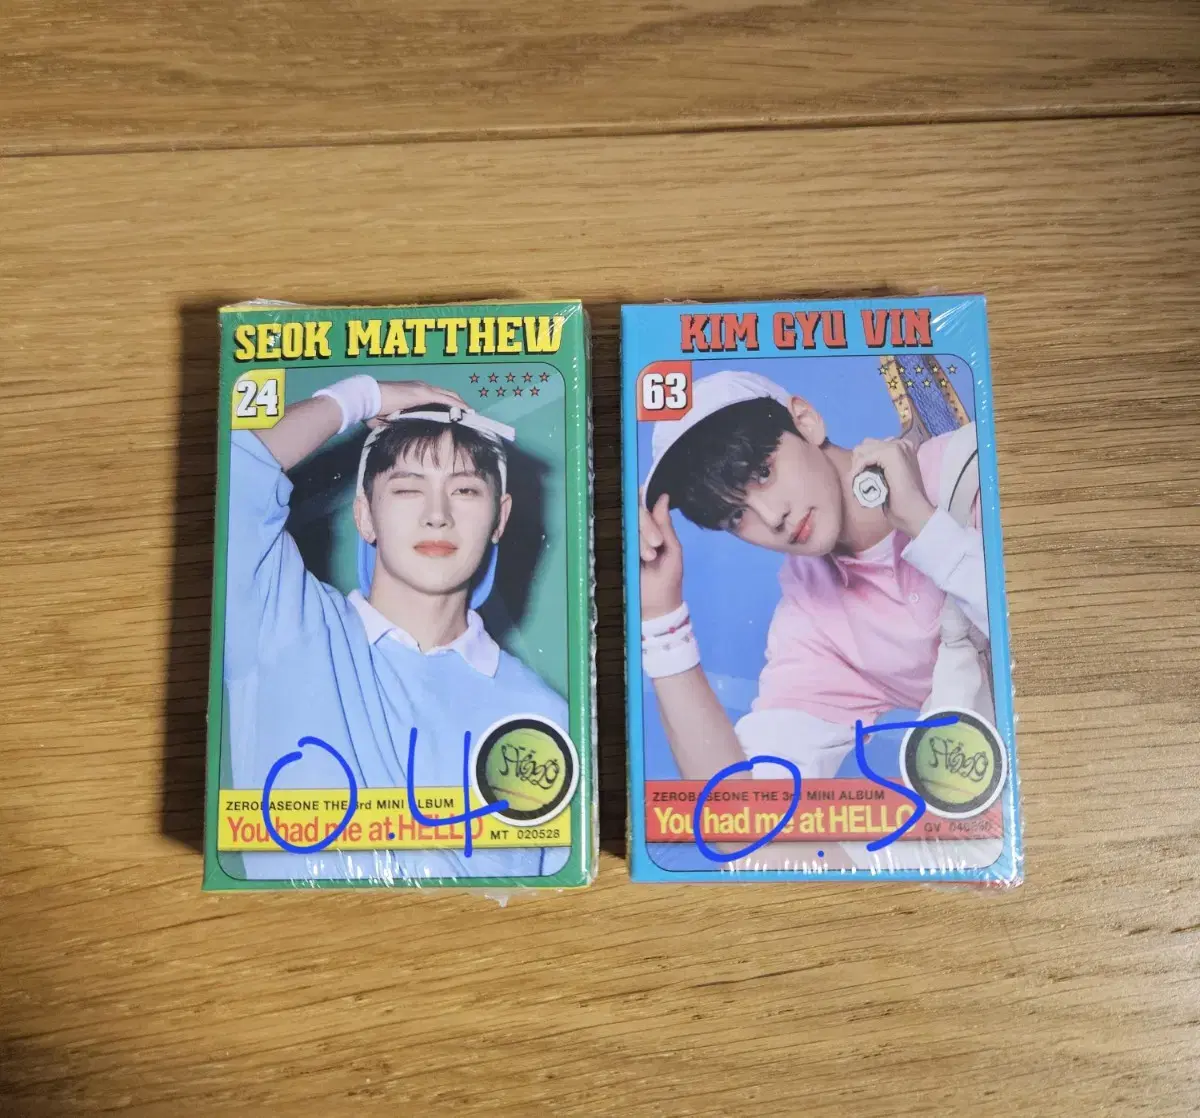 SEOK MATTHEW
24
ZEROBASEONE THE 3rd MINI ALBUM
You had me at HELLO
MT 020528
0.4
KIM GYU VIN
63
ZEROBASEONE THE 3rd MINI ALBUM
You had me at HELLO
GV
0.5